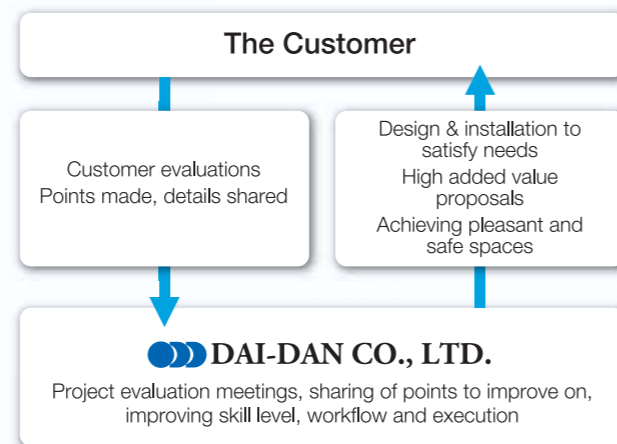 The Customer
Customer evaluations
Points made, details shared
Design & installation to
satisfy needs
High added value
proposals
Achieving pleasant and
safe spaces
DAI-DAN CO., LTD.
Project evaluation meetings, sharing of points to improve on,
improving skill level, workflow and execution